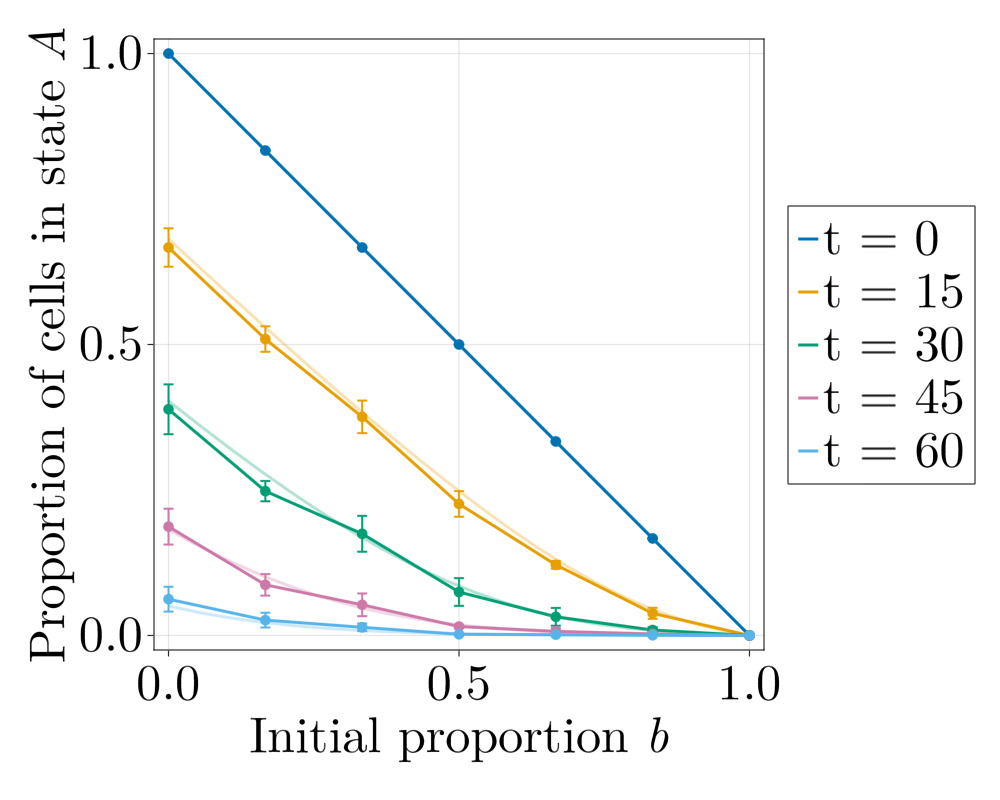 Proportion of cells in state A
1.0
0.5
0.0
0.0 0.5 1.0
Initial proportion b
t = 0
t = 15
t = 30
t = 45
t = 60